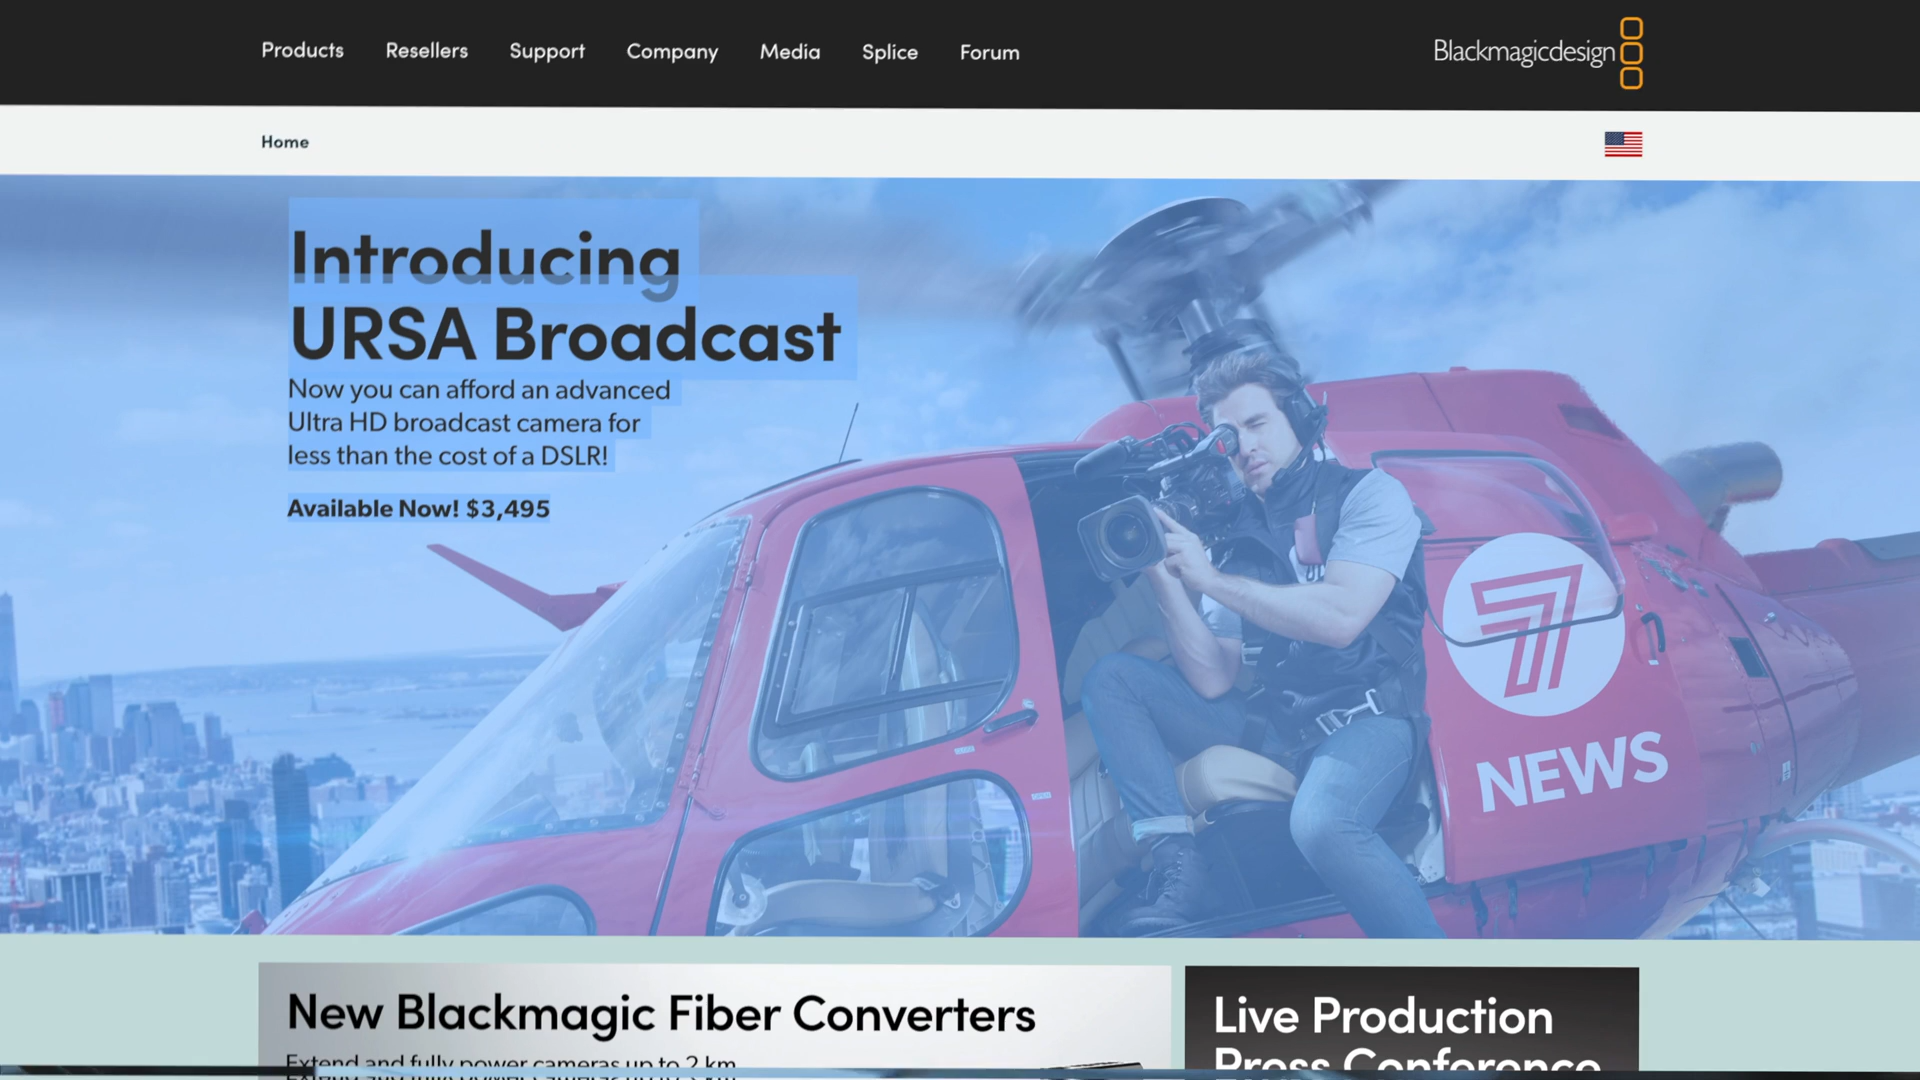 Products Resellers Support Company Media Splice Forum
Blackmagicdesign
Home
Introducing
URSA Broadcast
Now you can afford an advanced
Ultra HD broadcast camera for
less than the cost of a DSLR!
Available Now! $3,495
7
NEWS
New Blackmagic Fiber Converters
Extend and fully power cameras up to 2 km
Live Production
Press Conference